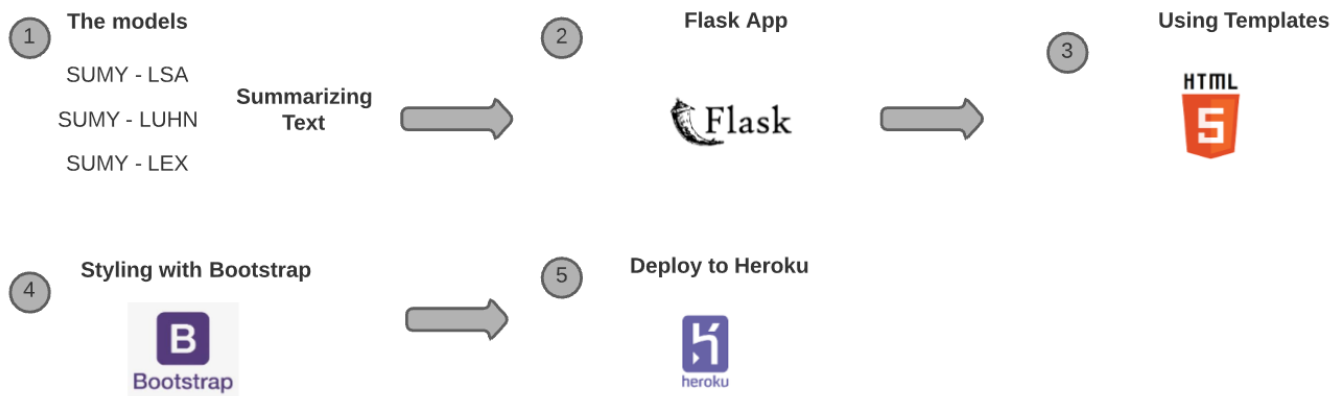 1
The models
SUMY - LSA
SUMY - LUHN
SUMY - LEX
Summarizing
Text
2
Flask App
Flask
3
Using Templates
HTML
5
4
Styling with Bootstrap
B
Bootstrap
5
Deploy to Heroku
heroku